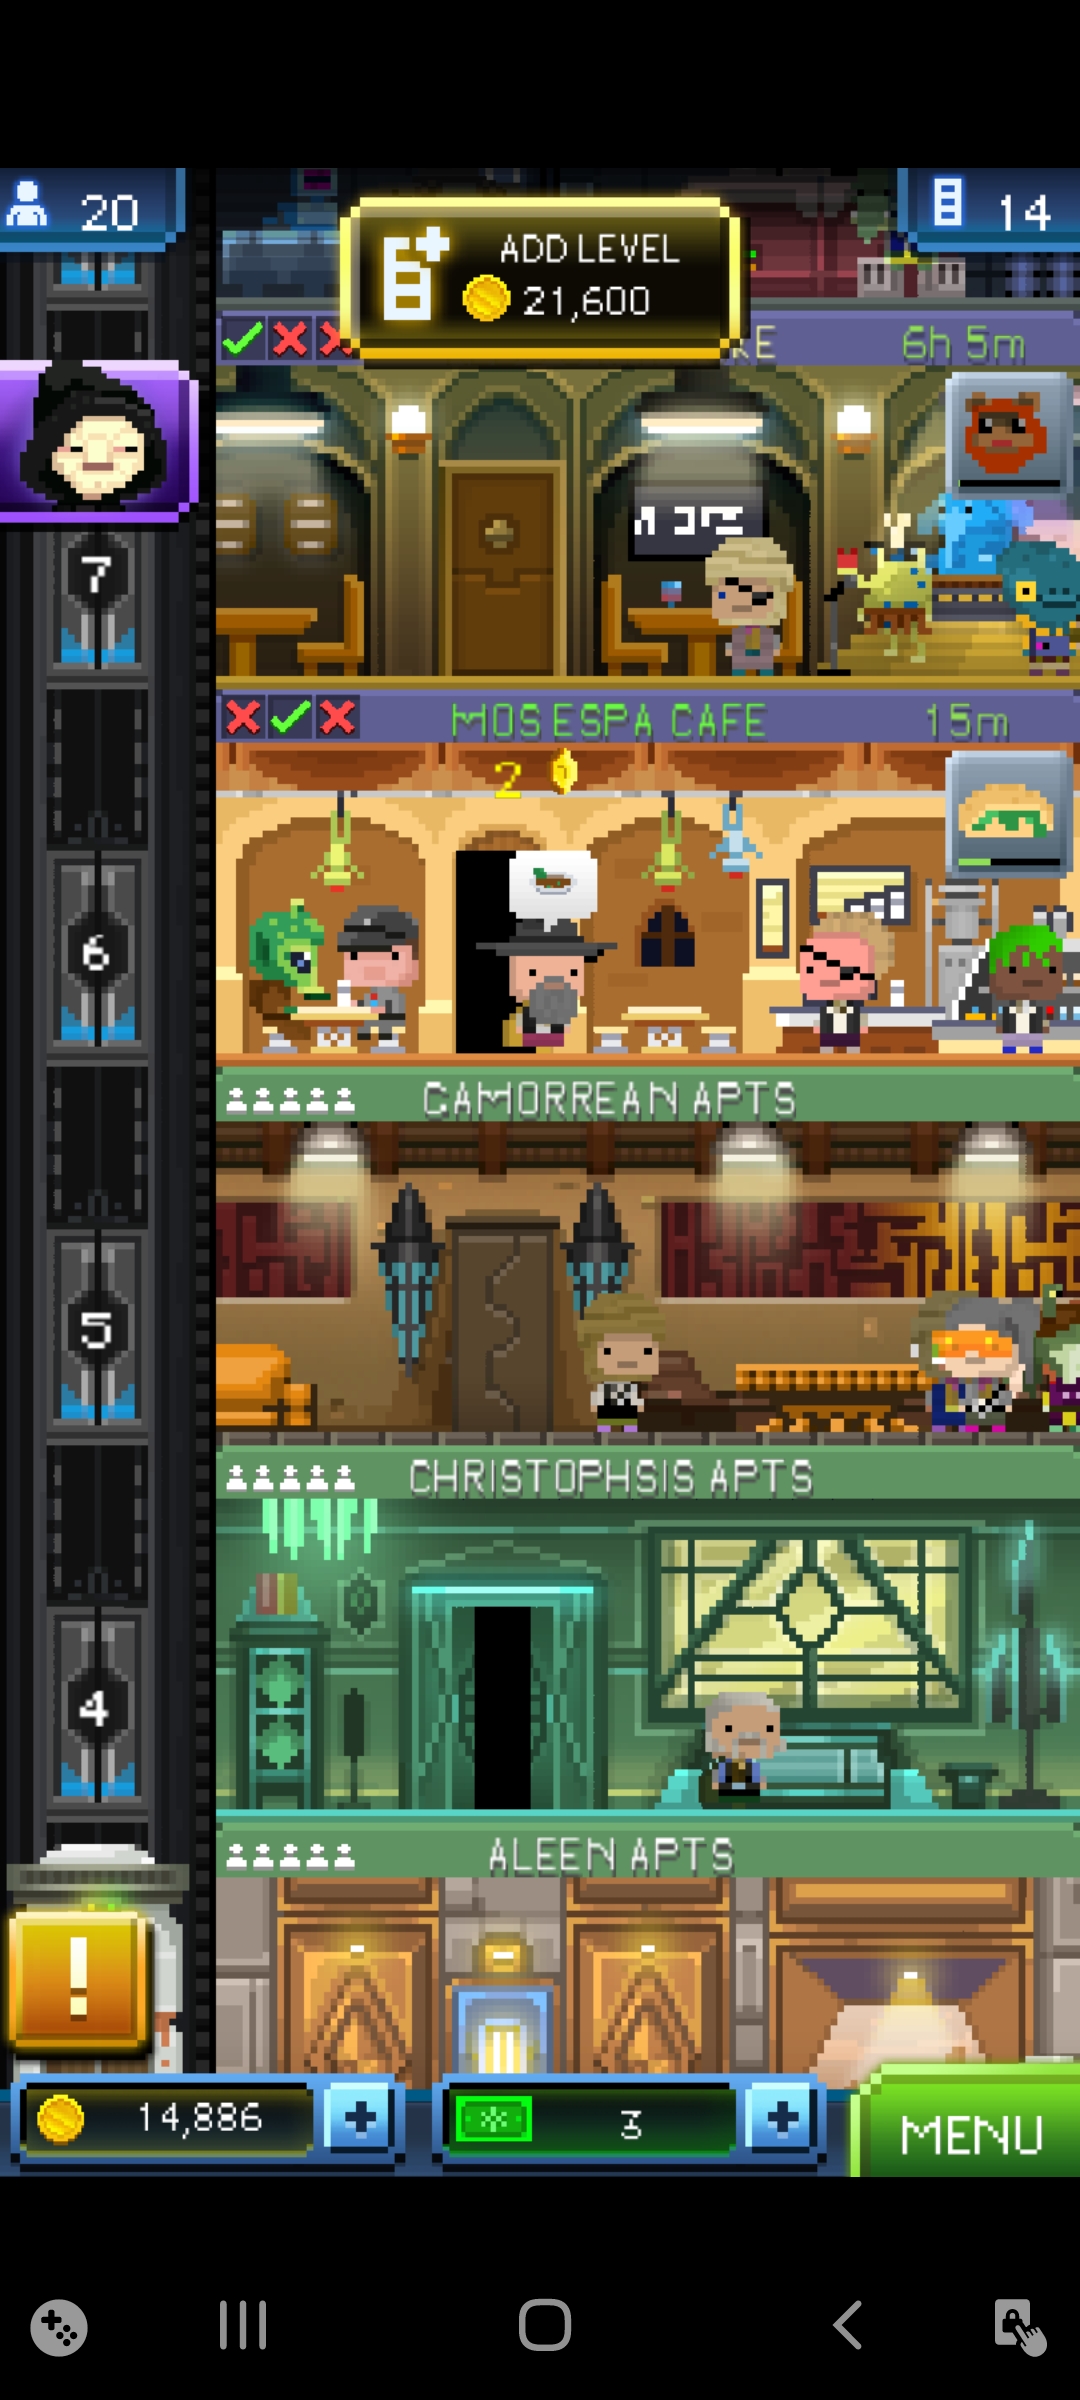 20
14
ADD LEVEL
21,600
KE
6h 5m
7
MOS ESPA CAFE
15m
2
6
CAMORREAN APTS
5
CHRISTOPHSIS APTS
4
ALEEN APTS
!
14,886
3
MENU